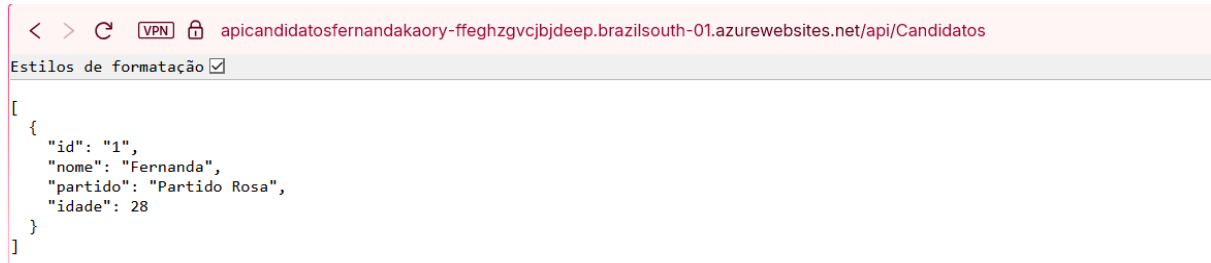 VPN apicandidatosfernandakaory-ffeghzgvcjbjdeep.brazilsouth-01.azurewebsites.net/api/Candidatos
Estilos de formatação
[
{
"id": "1",
"nome": "Fernanda",
"partido": "Partido Rosa",
"idade": 28
}
]